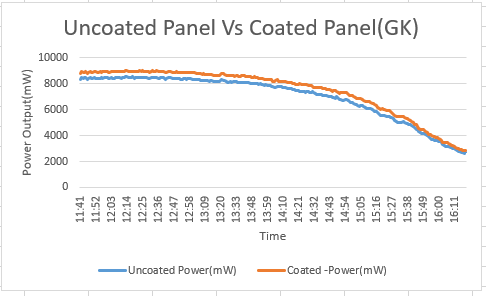 Uncoated Panel Vs Coated Panel(GK)
Power Output(mW)
10000
8000
6000
4000
2000
0
11:41 11:52 12:03 12:14 12:25 12:36 12:47 12:58 13:09 13:20 13:33 13:48 13:59 14:10 14:21 14:32 14:43 14:54 15:05 15:16 15:27 15:38 15:49 16:00 16:11
Time
Uncoated Power(mW) Coated -Power(mW)